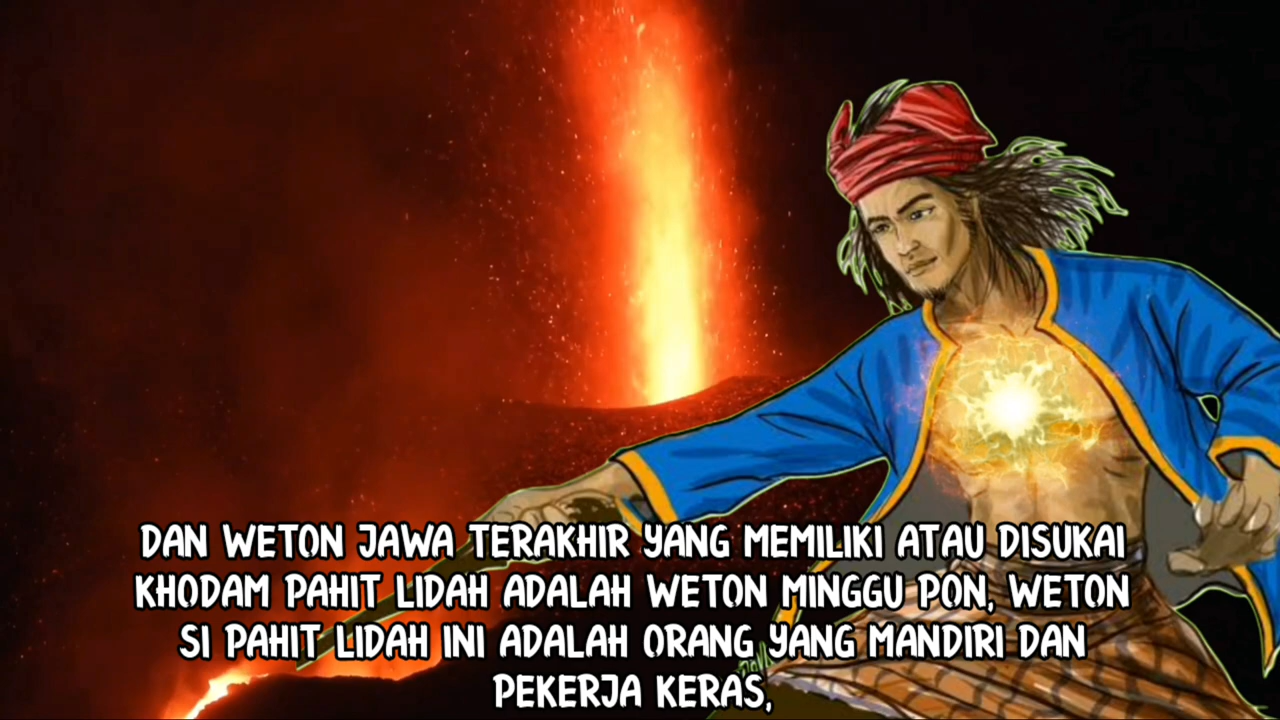 DAN WETON JAWA TERAKHIR YANG MEMILIKI ATAU DISUKAI
KHODAM PAHIT LIDAH ADALAH WETON MINGGU PON, WETON
SI PAHIT LIDAH INI ADALAH ORANG YANG MANDIRI DAN
PEKERJA KERAS,